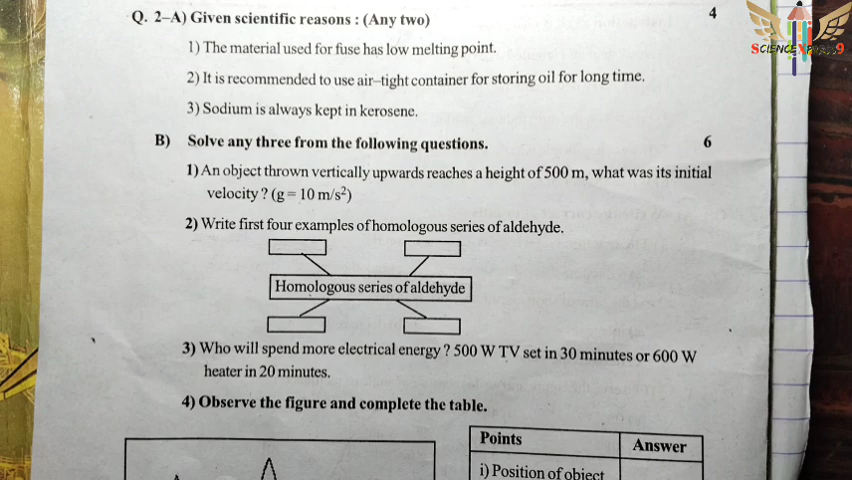 SCIENCEXPRESS9
Q. 2–A) Given scientific reasons : (Any two) 4
1) The material used for fuse has low melting point.
2) It is recommended to use air–tight container for storing oil for long time.
3) Sodium is always kept in kerosene.
B) Solve any three from the following questions. 6
1) An object thrown vertically upwards reaches a height of 500 m, what was its initial
velocity ? (g = 10 m/s²)
2) Write first four examples of homologous series of aldehyde.
Homologous series of aldehyde
3) Who will spend more electrical energy ? 500 W TV set in 30 minutes or 600 W
heater in 20 minutes.
4) Observe the figure and complete the table.
Points Answer
i) Position of object